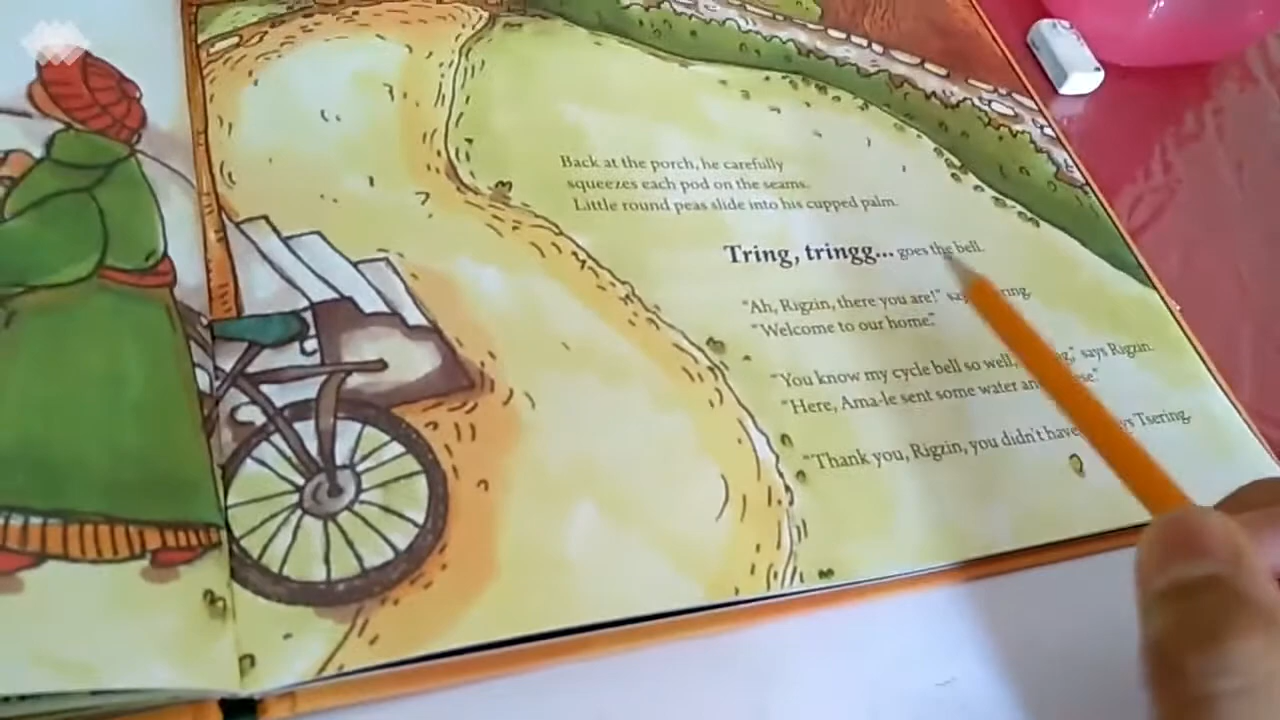 Back at the porch, he carefully
squeezes each pod on the seams.
Little round peas slide into his cupped palm.
Tring, tringg... goes the bell.
"Ah, Rigzin, there you are!"
"Welcome to our home."
"You know my cycle bell so well, says Rigzin.
"Here, Ama-le sent some water
"Thank you, Rigzin, you didn't have Tsering.